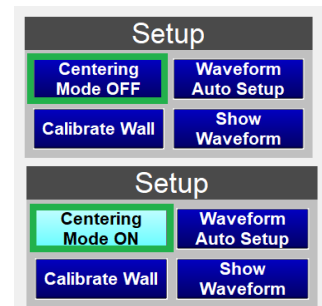 Setup
Centering Waveform
Mode OFF Auto Setup
Calibrate Wall Show
Waveform
Setup
Centering Waveform
Mode ON Auto Setup
Calibrate Wall Show
Waveform